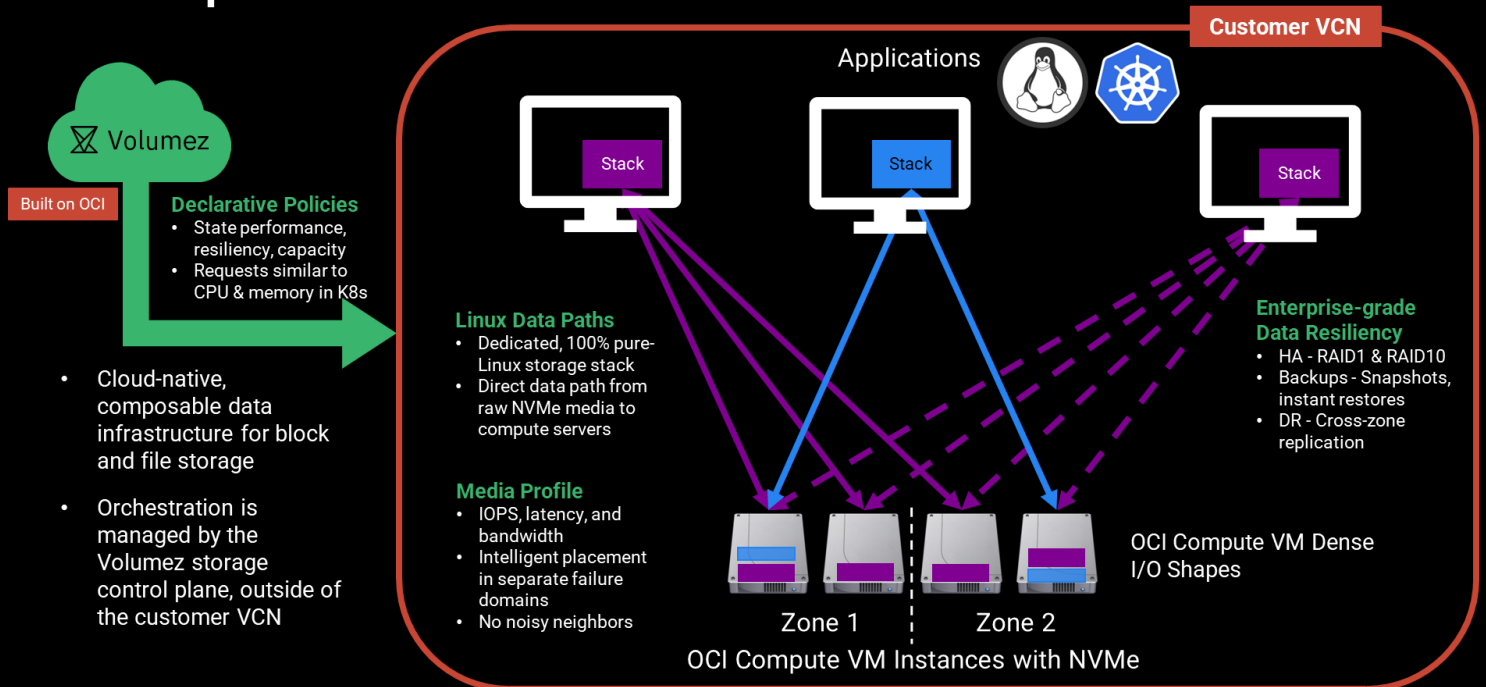 Customer VCN
Applications
Volumez
Built on OCI
Declarative Policies
• State performance,
resiliency, capacity
• Requests similar to
CPU & memory in K8s
• Cloud-native,
composable data
infrastructure for block
and file storage
• Orchestration is
managed by the
Volumez storage
control plane, outside of
the customer VCN
Stack
Stack
Stack
Linux Data Paths
• Dedicated, 100% pure-
Linux storage stack
• Direct data path from
raw NVMe media to
compute servers
Media Profile
• IOPS, latency, and
bandwidth
• Intelligent placement
in separate failure
domains
• No noisy neighbors
Enterprise-grade
Data Resiliency
• HA - RAID1 & RAID10
• Backups - Snapshots,
instant restores
• DR - Cross-zone
replication
OCI Compute VM Dense
I/O Shapes
Zone 1
Zone 2
OCI Compute VM Instances with NVMe